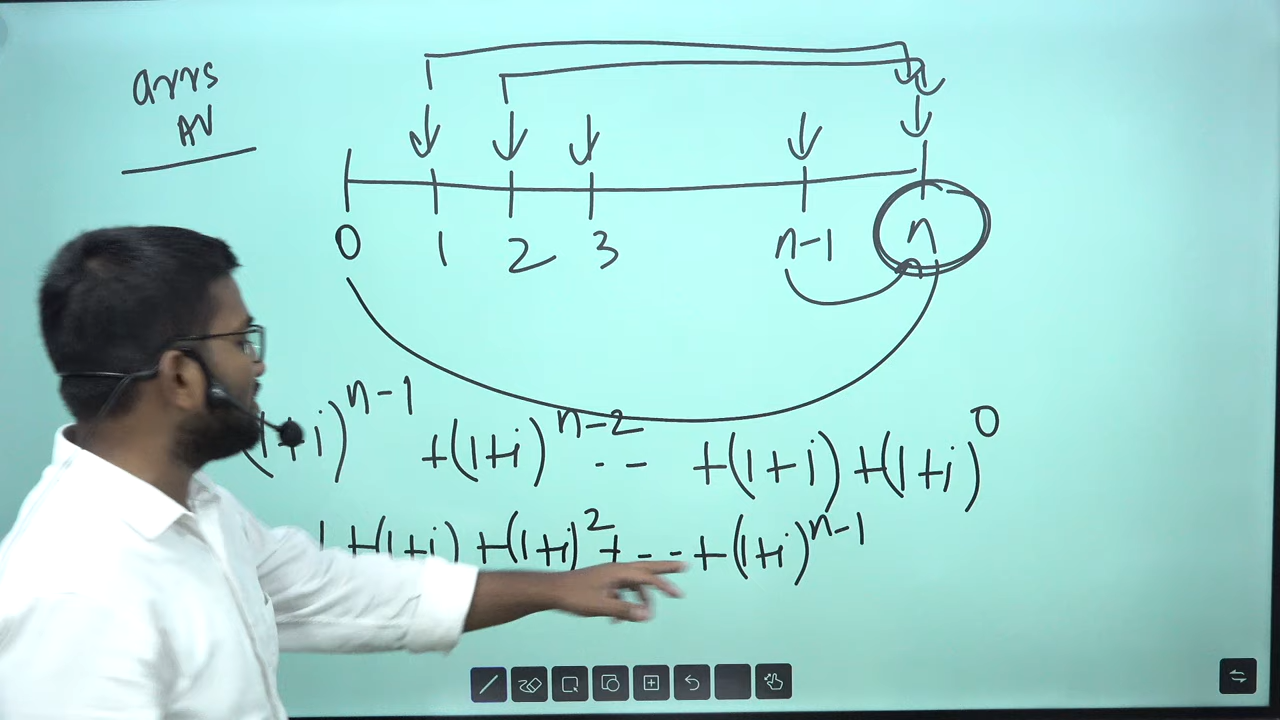 arrs
AV
0 1 2 3 n-1 n
(1+i)^{n-1} +(1+i)^{n-2} -- +(1+i) +(1+i)^0
1 +(1+i) +(1+i)^2 + -- +(1+i)^{n-1}